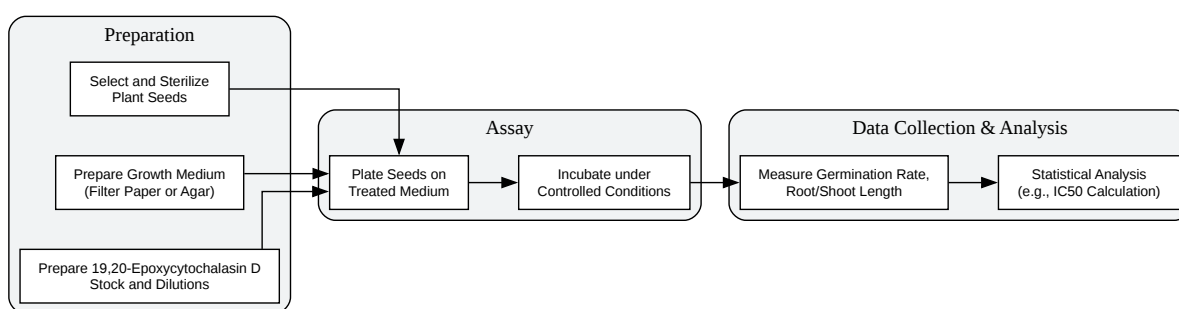 Preparation
Select and Sterilize
Plant Seeds
Prepare Growth Medium
(Filter Paper or Agar)
Prepare 19,20-Epoxycytochalasin D
Stock and Dilutions
Assay
Plate Seeds on
Treated Medium
Incubate under
Controlled Conditions
Data Collection & Analysis
Measure Germination Rate,
Root/Shoot Length
Statistical Analysis
(e.g., IC50 Calculation)